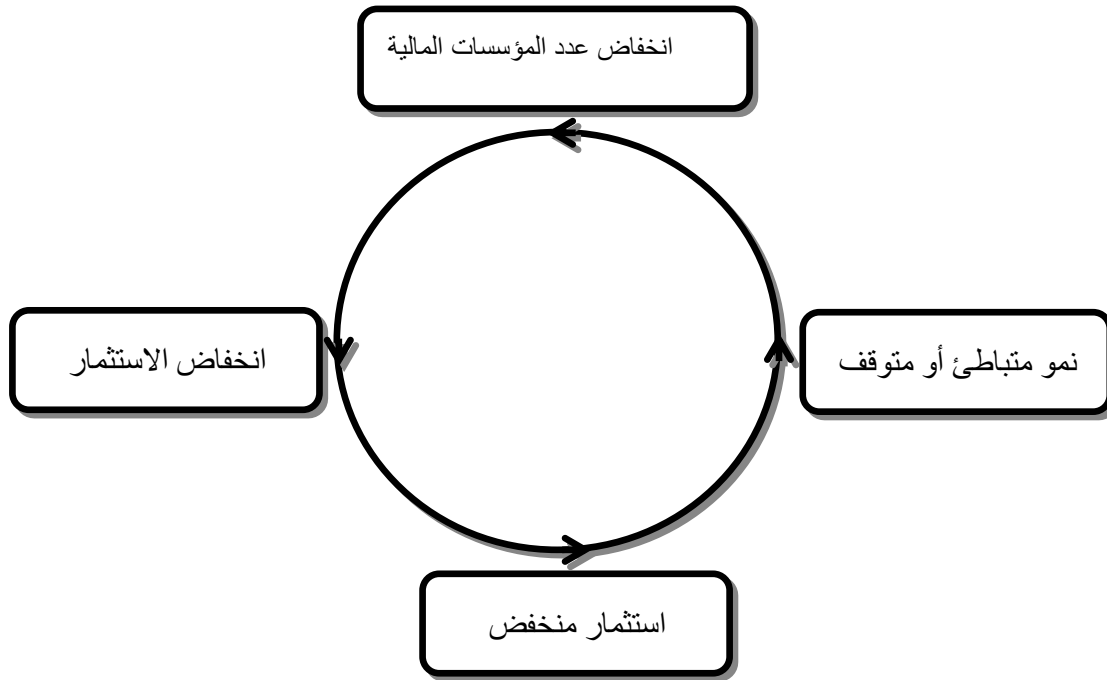 انخفاض عدد المؤسسات المالية
نمو متباطئ أو متوقف
انخفاض الاستثمار
استثمار منخفض